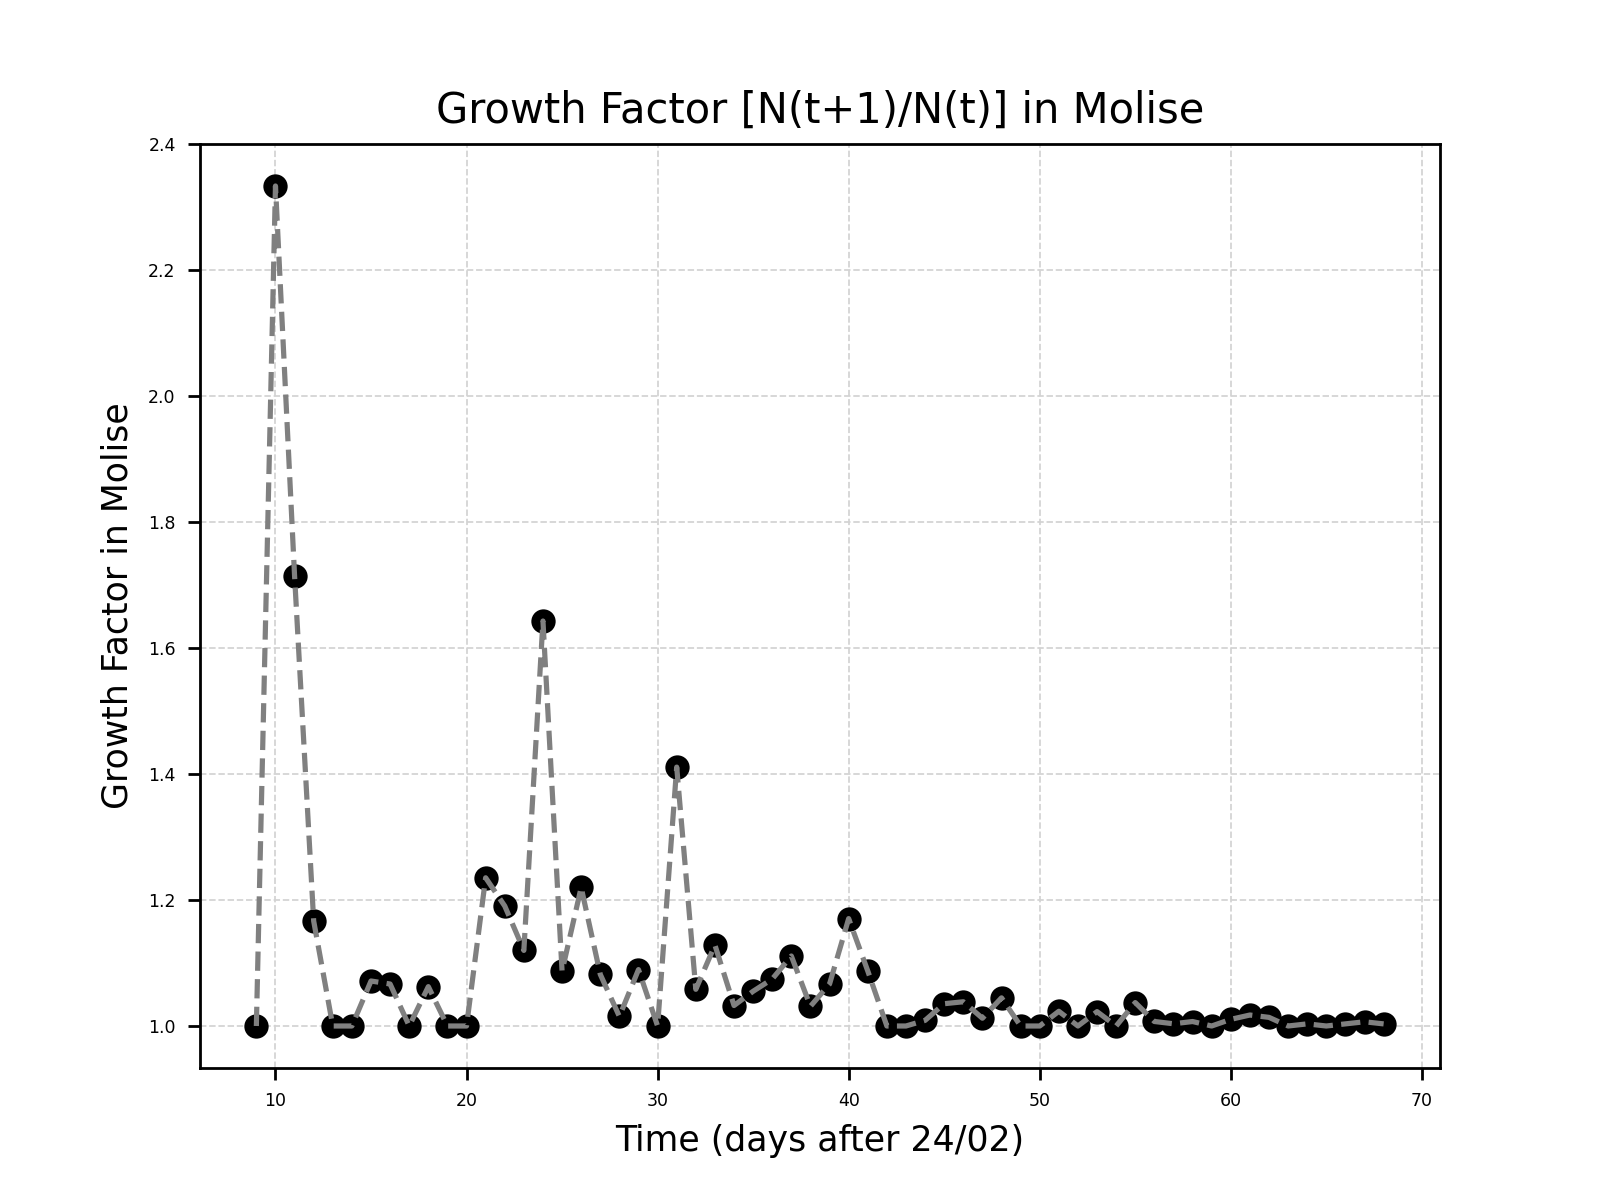 Growth Factor [N(t+1)/N(t)] in Molise
2.4
2.2
2.0
1.8
1.6
1.4
1.2
1.0
Growth Factor in Molise
10 20 30 40 50 60 70
Time (days after 24/02)